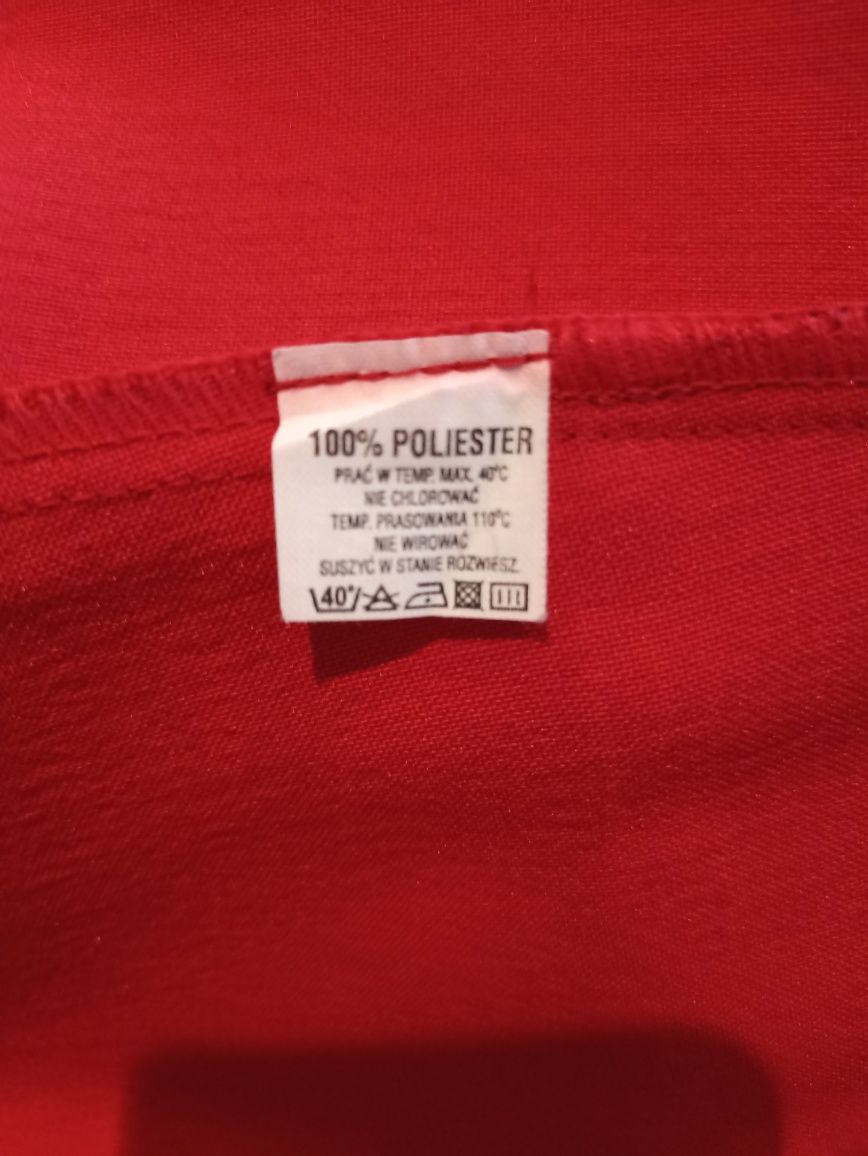 100% POLIESTER
PRAĆ W TEMP. MAX. 40°C
NIE CHLOROWAĆ
TEMP. PRASOWANIA 110°C
NIE WIROWAĆ
SUSZYĆ W STANIE ROZWIESZ.
40°